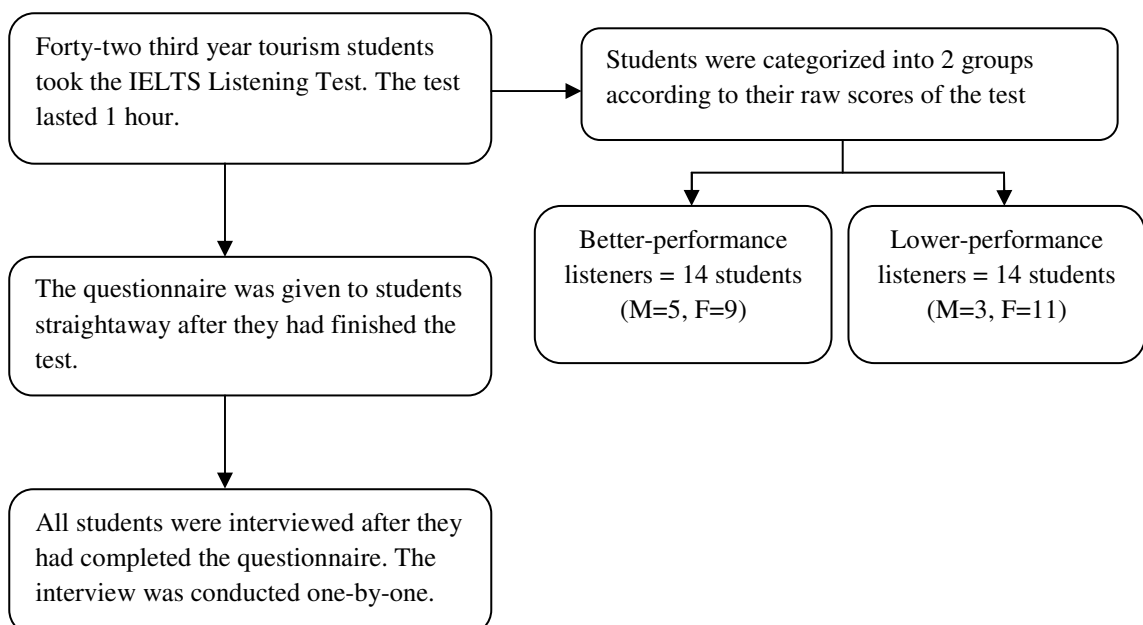 Forty-two third year tourism students
took the IELTS Listening Test. The test
lasted 1 hour.
Students were categorized into 2 groups
according to their raw scores of the test
Better-performance
listeners = 14 students
(M=5, F=9)
Lower-performance
listeners = 14 students
(M=3, F=11)
The questionnaire was given to students
straightaway after they had finished the
test.
All students were interviewed after they
had completed the questionnaire. The
interview was conducted one-by-one.